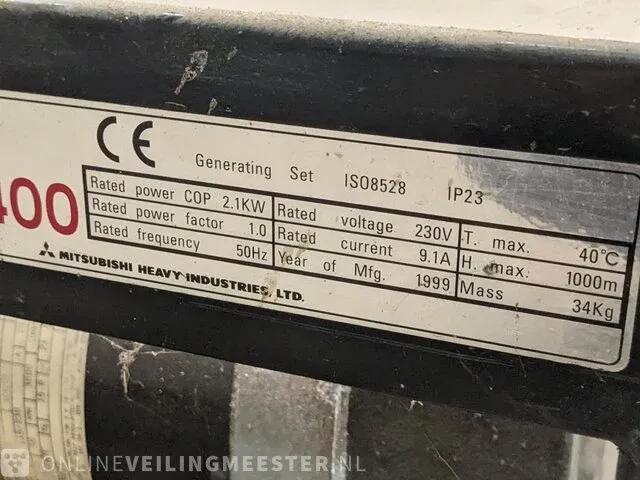 CE Generating Set ISO8528 IP23
400
Rated power COP 2.1KW Rated voltage 230V T. max. 40°C
Rated power factor 1.0 Rated current 9.1A H. max. 1000m
Rated frequency 50Hz Year of Mfg. 1999 Mass 34Kg
MITSUBISHI HEAVY INDUSTRIES, LTD.
ONLINEVEILINGMEESTER.NL